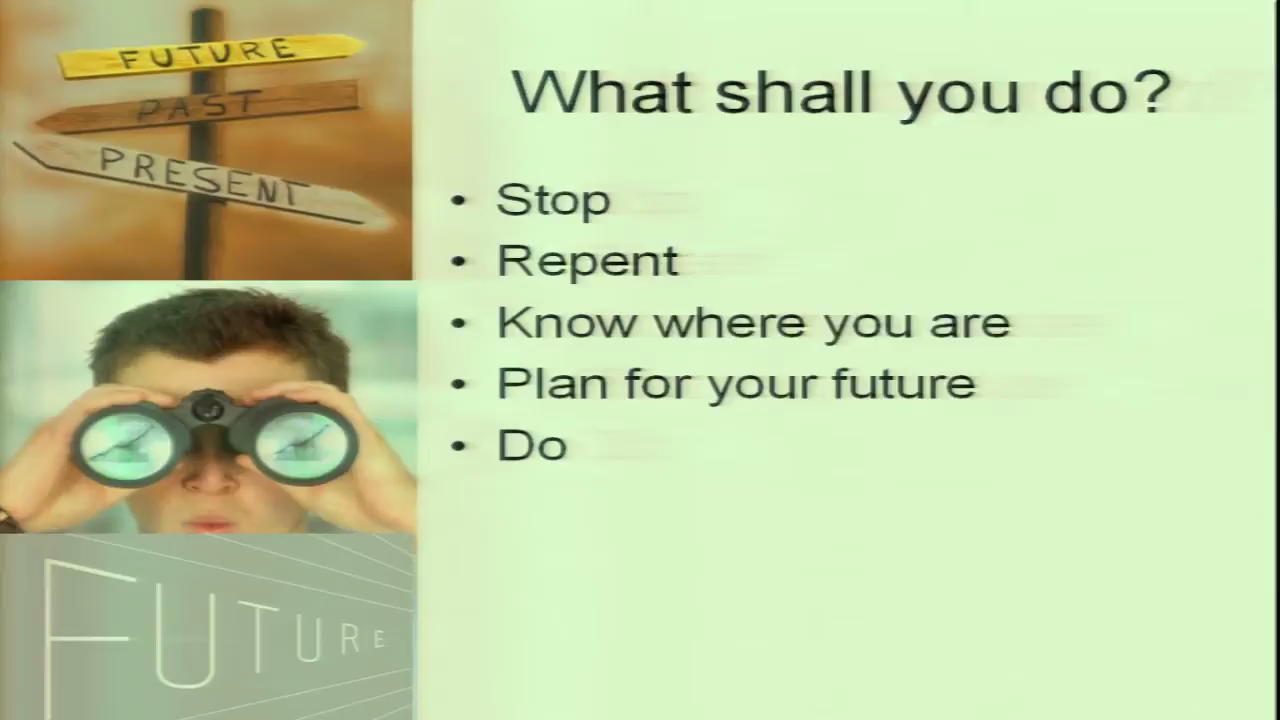 FUTURE
PAST
PRESENT
FUTURE
What shall you do?
• Stop
• Repent
• Know where you are
• Plan for your future
• Do